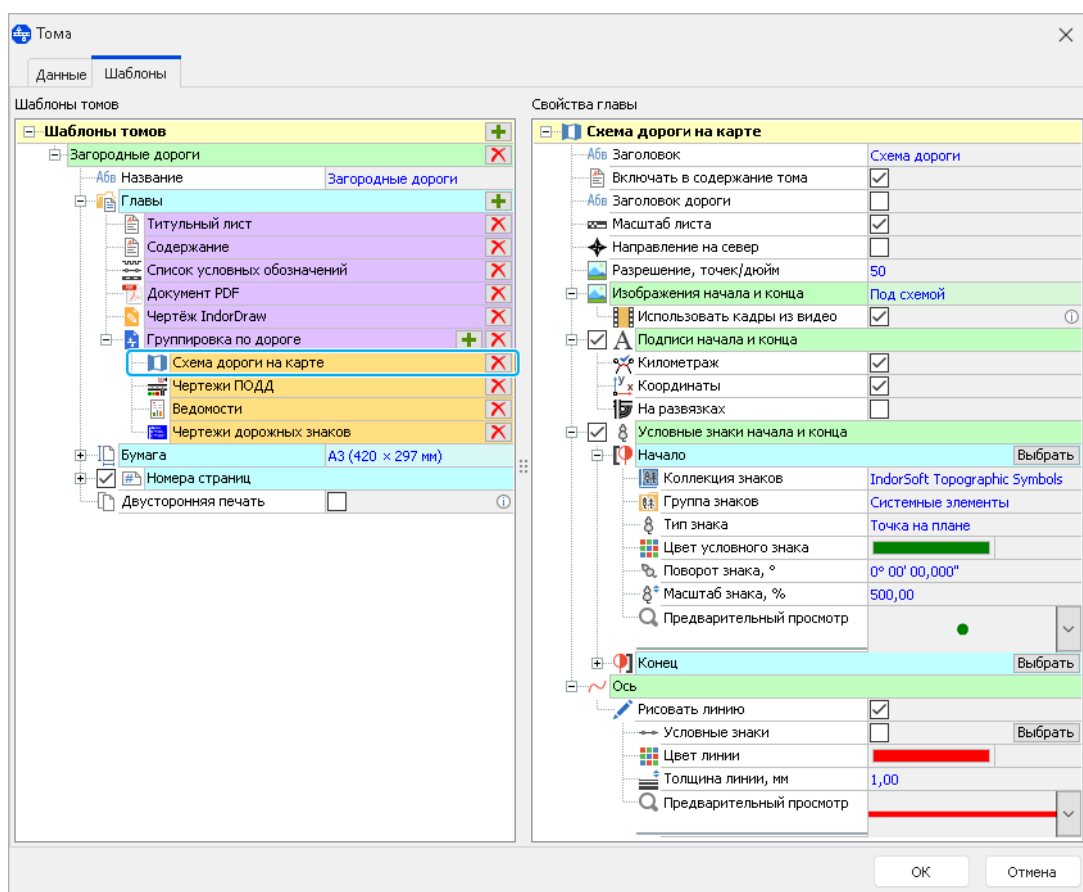 Тома
Данные
Шаблоны
Шаблоны томов
Шаблоны томов
Загородные дороги
Абв Название Загородные дороги
Главы
Титульный лист
Содержание
Список условных обозначений
Документ PDF
Чертёж IndorDraw
Группировка по дороге
Схема дороги на карте
Чертежи ПОДД
Ведомости
Чертежи дорожных знаков
Бумага A3 (420 × 297 мм)
Номера страниц
Двусторонняя печать
Свойства главы
Схема дороги на карте
Абв Заголовок Схема дороги
Включать в содержание тома
Абв Заголовок дороги
Масштаб листа
Направление на север
Разрешение, точек/дюйм 50
Изображения начала и конца Под схемой
Использовать кадры из видео
Подписи начала и конца
Километраж
Координаты
На развязках
Условные знаки начала и конца
Начало Выбрать
Коллекция знаков IndorSoft Topographic Symbols
Группа знаков Системные элементы
Тип знака Точка на плане
Цвет условного знака
Поворот знака, ° 0° 00' 00,000"
Масштаб знака, % 500,00
Предварительный просмотр
Конец Выбрать
Ось
Рисовать линию
Условные знаки Выбрать
Цвет линии
Толщина линии, мм 1,00
Предварительный просмотр
ОК
Отмена